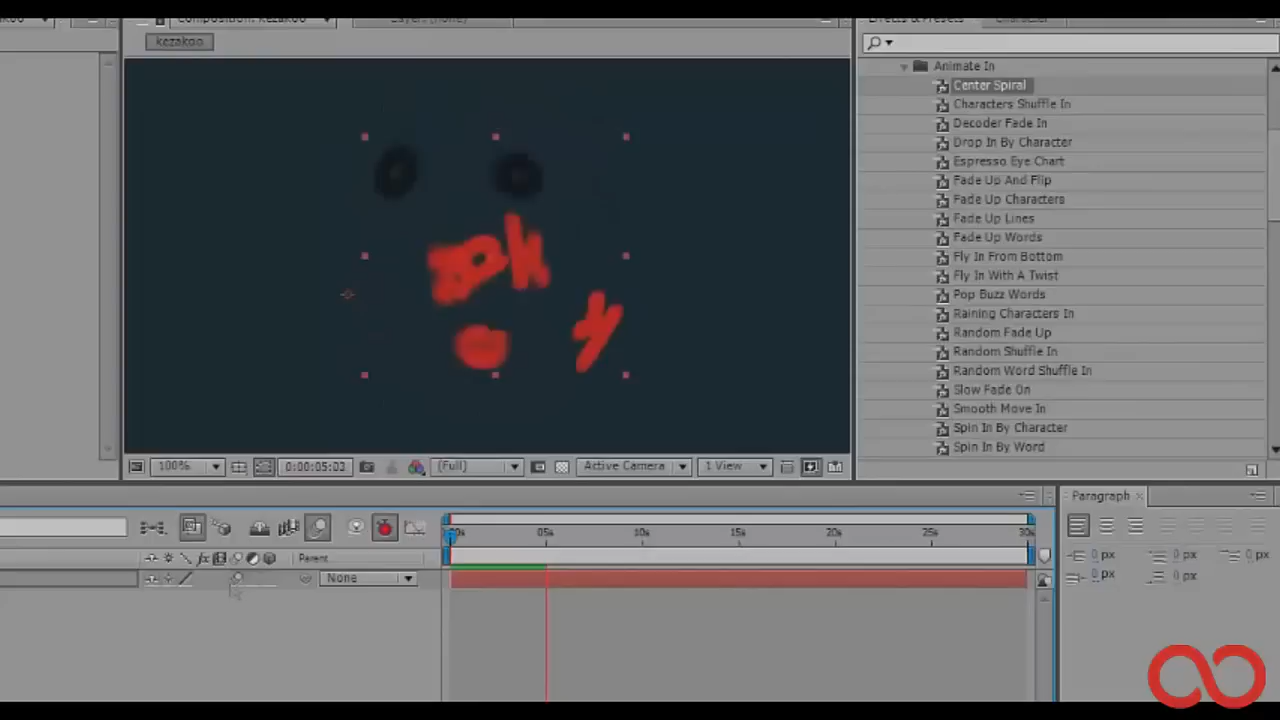 Composition: kezakoo
Layer: (none)
Effects & Presets
Character
kezakoo
Animate In
Center Spiral
Characters Shuffle In
Decoder Fade In
Drop In By Character
Espresso Eye Chart
Fade Up And Flip
Fade Up Characters
Fade Up Lines
Fade Up Words
Fly In From Bottom
Fly In With A Twist
Pop Buzz Words
Raining Characters In
Random Fade Up
Random Shuffle In
Random Word Shuffle In
Slow Fade On
Smooth Move In
Spin In By Character
Spin In By Word
100%
0:00:05:03
(Full)
Active Camera
1 View
Paragraph
05s
10s
15s
20s
25s
30s
Parent
None
0 px
0 px
0 px
0 px
0 px